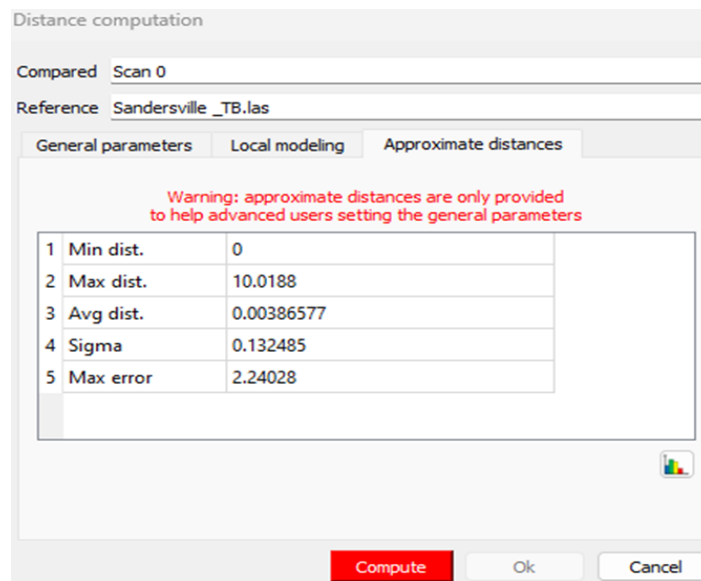 Distance computation
Compared Scan 0
Reference Sandersville _TB.las
General parameters Local modeling Approximate distances
Warning: approximate distances are only provided
to help advanced users setting the general parameters
1 Min dist. 0
2 Max dist. 10.0188
3 Avg dist. 0.00386577
4 Sigma 0.132485
5 Max error 2.24028
Compute Ok Cancel